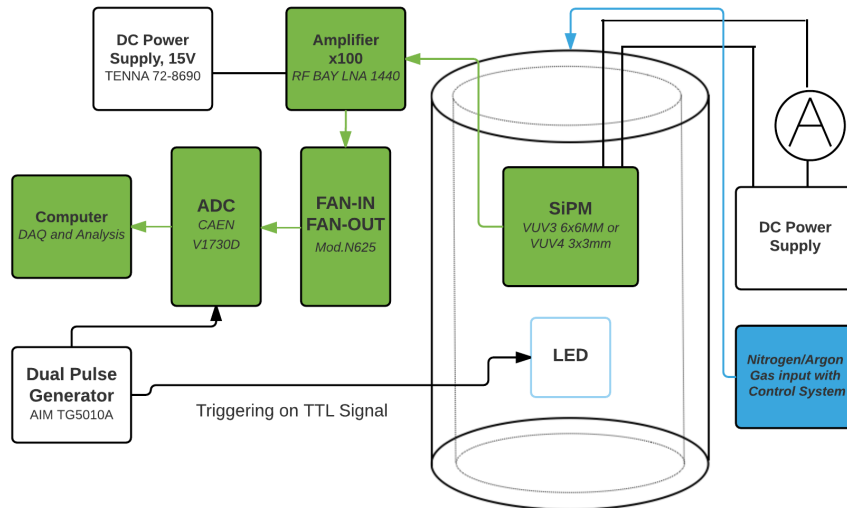 DC Power
Supply, 15V
TENNA 72-8690
Amplifier
x100
RF BAY LNA 1440
A
Computer
DAQ and Analysis
ADC
CAEN
V1730D
FAN-IN
FAN-OUT
Mod.N625
SiPM
VUV3 6x6MM or
VUV4 3x3mm
DC Power
Supply
Dual Pulse
Generator
AIM TG5010A
LED
Nitrogen/Argon
Gas input with
Control System
Triggering on TTL Signal